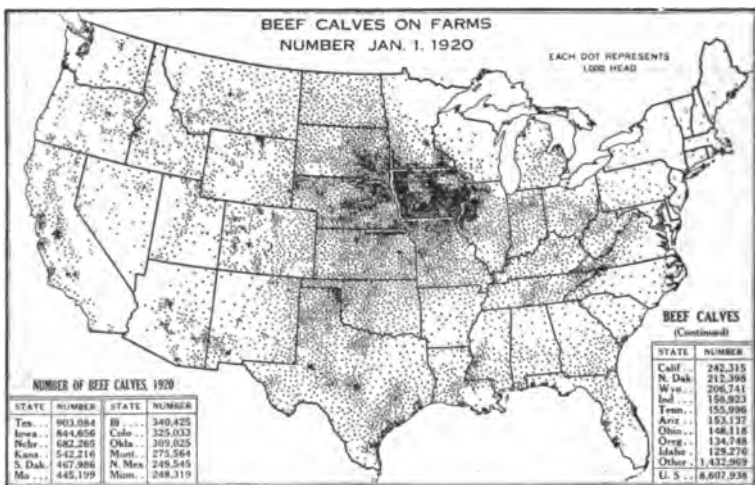 BEEF CALVES ON FARMS
NUMBER JAN. 1, 1920
EACH DOT REPRESENTS
1,000 HEAD
NUMBER OF BEEF CALVES, 1920
STATE NUMBER STATE NUMBER
Tex... 903,084 Ill.... 340,425
Iowa.. 844,656 Colo.. 325,033
Nebr.. 682,265 Okla.. 309,025
Kans.. 542,216 Mont.. 275,564
S. Dak. 467,986 N. Mex 249,545
Mo... 445,199 Minn.. 248,319
BEEF CALVES
(Continued)
STATE NUMBER
Calif... 242,315
N. Dak. 212,398
Wyo... 206,741
Ind.... 158,923
Tenn.. 155,996
Ariz... 153,137
Ohio.. 148,118
Oreg.. 134,748
Idaho.. 129,276
Other. 1,432,969
U. S... 8,607,938